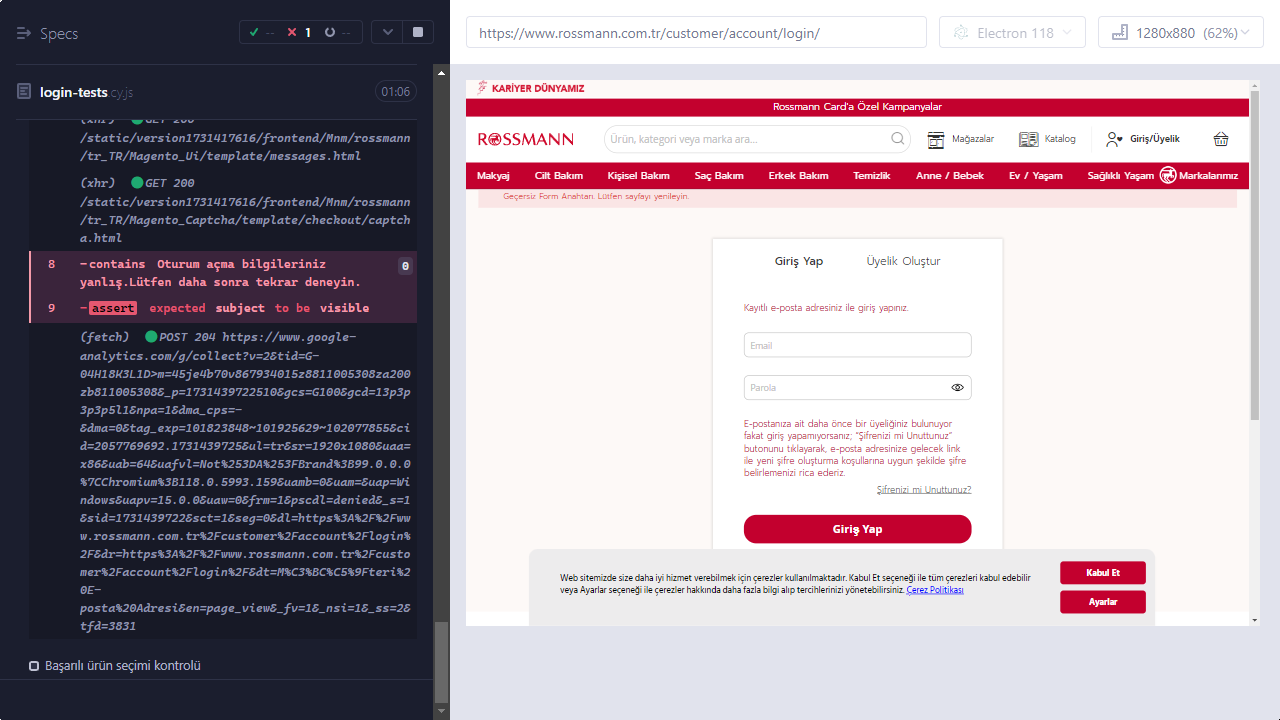 Specs
--
1
--
login-tests.cy.js
01:06
(xhr) GET 200
/static/version1731417616/frontend/Mnm/rossmann
/tr_TR/Magento_Ui/template/messages.html
(xhr) GET 200
/static/version1731417616/frontend/Mnm/rossmann
/tr_TR/Magento_Captcha/template/checkout/captch
a.html
8 -contains Oturum açma bilgileriniz
yanlış.Lütfen daha sonra tekrar deneyin.
0
9 -assert expected subject to be visible
(fetch) POST 204 https://www.google-
analytics.com/g/collect?v=2&tid=G-
04H18K3L1D>m=45je4b70v867934015z8811005308za200
zb811005308&_p=1731439722510&gcs=G100&gcd=13p3p
3p3p5l1&npa=1&dma_cps=-
&dma=0&tag_exp=101823848~101925629~102077855&ci
d=2057769692.1731439725&ul=tr&sr=1920x1080&uaa=
x86&uab=64&uafvl=Not%253DA%253FBrand%3B99.0.0.0
%7CChromium%3B118.0.5993.159&uamb=0&uam=&uap=Wi
ndows&uapv=15.0.0&uaw=0&frm=1&pscdl=denied&_s=1
&sid=1731439722&sct=1&seg=0&dl=https%3A%2F%2Fww
w.rossmann.com.tr%2Fcustomer%2Faccount%2Flogin%
2F&dr=https%3A%2F%2Fwww.rossmann.com.tr%2Fcusto
mer%2Faccount%2Flogin%2F&dt=M%C3%BC%C5%9Fteri%2
0E-
posta%20Adresi&en=page_view&_fv=1&_nsi=1&_ss=2&
tfd=3831
Başarılı ürün seçimi kontrolü
https://www.rossmann.com.tr/customer/account/login/
Electron 118
1280x880 (62%)
KARİYER DÜNYAMIZ
Rossmann Card'a Özel Kampanyalar
ROSSMANN
Ürün, kategori veya marka ara...
Mağazalar
Katalog
Giriş/Üyelik
Makyaj Cilt Bakım Kişisel Bakım Saç Bakım Erkek Bakım Temizlik Anne / Bebek Ev / Yaşam Sağlıklı Yaşam Markalarımız
Geçersiz Form Anahtarı. Lütfen sayfayı yenileyin.
Giriş Yap
Üyelik Oluştur
Kayıtlı e-posta adresiniz ile giriş yapınız.
Email
Parola
E-postanıza ait daha önce bir üyeliğiniz bulunuyor
fakat giriş yapamıyorsanız; "Şifrenizi mi Unuttunuz"
butonunu tıklayarak, e-posta adresinize gelecek link
ile yeni şifre oluşturma koşullarına uygun şekilde şifre
belirlemenizi rica ederiz.
Şifrenizi mi Unuttunuz?
Giriş Yap
Web sitemizde size daha iyi hizmet verebilmek için çerezler kullanılmaktadır. Kabul Et seçeneği ile tüm çerezleri kabul edebilir
veya Ayarlar seçeneği ile çerezler hakkında daha fazla bilgi alıp tercihlerinizi yönetebilirsiniz. Çerez Politikası
Kabul Et
Ayarlar